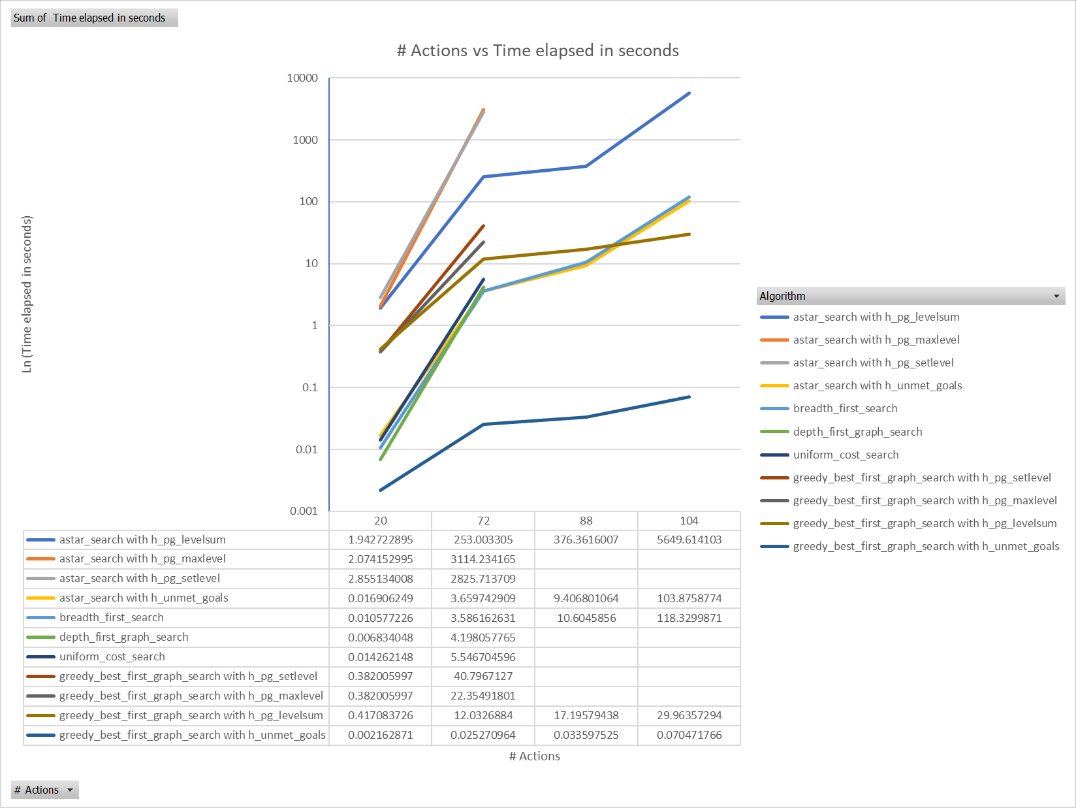 Sum of Time elapsed in seconds
# Actions vs Time elapsed in seconds
Ln (Time elapsed in seconds)
10000
1000
100
10
1
0.1
0.01
0.001
20 72 88 104
astar_search with h_pg_levelsum 1.942722895 253.003305 376.3616007 5649.614103
astar_search with h_pg_maxlevel 2.074152995 3114.234165
astar_search with h_pg_setlevel 2.855134008 2825.713709
astar_search with h_unmet_goals 0.016906249 3.659742909 9.406801064 103.8758774
breadth_first_search 0.010577226 3.586162631 10.6045856 118.3299871
depth_first_graph_search 0.006834048 4.198057765
uniform_cost_search 0.014262148 5.546704596
greedy_best_first_graph_search with h_pg_setlevel 0.382005997 40.7967127
greedy_best_first_graph_search with h_pg_maxlevel 0.382005997 22.35491801
greedy_best_first_graph_search with h_pg_levelsum 0.417083726 12.0326884 17.19579438 29.96357294
greedy_best_first_graph_search with h_unmet_goals 0.002162871 0.025270964 0.033597525 0.070471766
# Actions
Algorithm
astar_search with h_pg_levelsum
astar_search with h_pg_maxlevel
astar_search with h_pg_setlevel
astar_search with h_unmet_goals
breadth_first_search
depth_first_graph_search
uniform_cost_search
greedy_best_first_graph_search with h_pg_setlevel
greedy_best_first_graph_search with h_pg_maxlevel
greedy_best_first_graph_search with h_pg_levelsum
greedy_best_first_graph_search with h_unmet_goals
# Actions